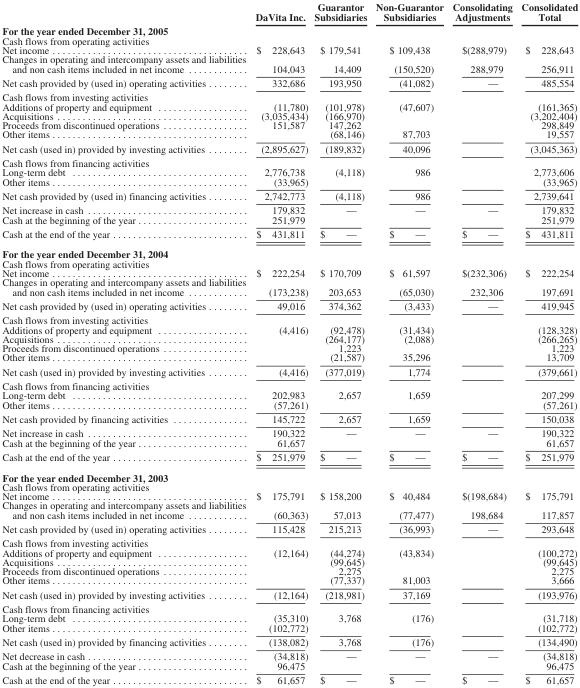 DaVita Inc. Guarantor Subsidiaries Non-Guarantor Subsidiaries Consolidating Adjustments Consolidated Total
For the year ended December 31, 2005
Cash flows from operating activities
Net income $ 228,643 $ 179,541 $ 109,438 $(288,979) $ 228,643
Changes in operating and intercompany assets and liabilities
and non cash items included in net income 104,043 14,409 (150,520) 288,979 256,911
Net cash provided by (used in) operating activities 332,686 193,950 (41,082) — 485,554
Cash flows from investing activities
Additions of property and equipment (11,780) (101,978) (47,607) (161,365)
Acquisitions (3,035,434) (166,970) (3,202,404)
Proceeds from discontinued operations 151,587 147,262 298,849
Other items (68,146) 87,703 19,557
Net cash (used in) provided by investing activities (2,895,627) (189,832) 40,096 (3,045,363)
Cash flows from financing activities
Long-term debt 2,776,738 (4,118) 986 2,773,606
Other items (33,965) (33,965)
Net cash provided by (used in) financing activities 2,742,773 (4,118) 986 2,739,641
Net increase in cash 179,832 — — 179,832
Cash at the beginning of the year 251,979 251,979
Cash at the end of the year $ 431,811 $ — $ — $ — $ 431,811
For the year ended December 31, 2004
Cash flows from operating activities
Net income $ 222,254 $ 170,709 $ 61,597 $(232,306) $ 222,254
Changes in operating and intercompany assets and liabilities
and non cash items included in net income (173,238) 203,653 (65,030) 232,306 197,691
Net cash provided by (used in) operating activities 49,016 374,362 (3,433) — 419,945
Cash flows from investing activities
Additions of property and equipment (4,416) (92,478) (31,434) (128,328)
Acquisitions (264,177) (2,088) (266,265)
Proceeds from discontinued operations 1,223 1,223
Other items (21,587) 35,296 13,709
Net cash (used in) provided by investing activities (4,416) (377,019) 1,774 (379,661)
Cash flows from financing activities
Long-term debt 202,983 2,657 1,659 207,299
Other items (57,261) (57,261)
Net cash provided by financing activities 145,722 2,657 1,659 150,038
Net increase in cash 190,322 — — 190,322
Cash at the beginning of the year 61,657 61,657
Cash at the end of the year $ 251,979 $ — $ — $ — $ 251,979
For the year ended December 31, 2003
Cash flows from operating activities
Net income $ 175,791 $ 158,200 $ 40,484 $(198,684) $ 175,791
Changes in operating and intercompany assets and liabilities
and non cash items included in net income (60,363) 57,013 (77,477) 198,684 117,857
Net cash provided by (used in) operating activities 115,428 215,213 (36,993) — 293,648
Cash flows from investing activities
Additions of property and equipment (12,164) (44,274) (43,834) (100,272)
Acquisitions (99,645) (99,645)
Proceeds from discontinued operations 2,275 2,275
Other items (77,337) 81,003 3,666
Net cash (used in) provided by investing activities (12,164) (218,981) 37,169 (193,976)
Cash flows from financing activities
Long-term debt (35,310) 3,768 (176) (31,718)
Other items (102,772) (102,772)
Net cash (used in) provided by financing activities (138,082) 3,768 (176) (134,490)
Net decrease in cash (34,818) — — — (34,818)
Cash at the beginning of the year 96,475 96,475
Cash at the end of the year $ 61,657 $ — $ — $ — $ 61,657